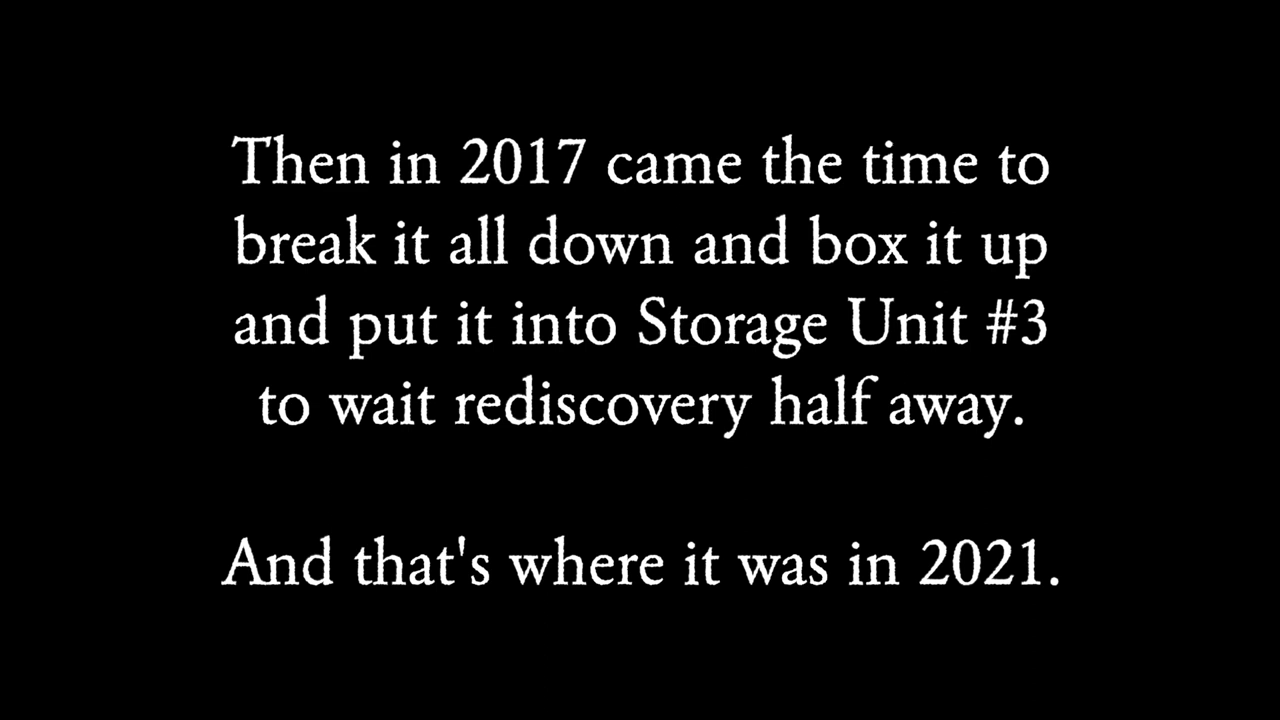 Then in 2017 came the time to
break it all down and box it up
and put it into Storage Unit #3
to wait rediscovery half away.
And that's where it was in 2021.